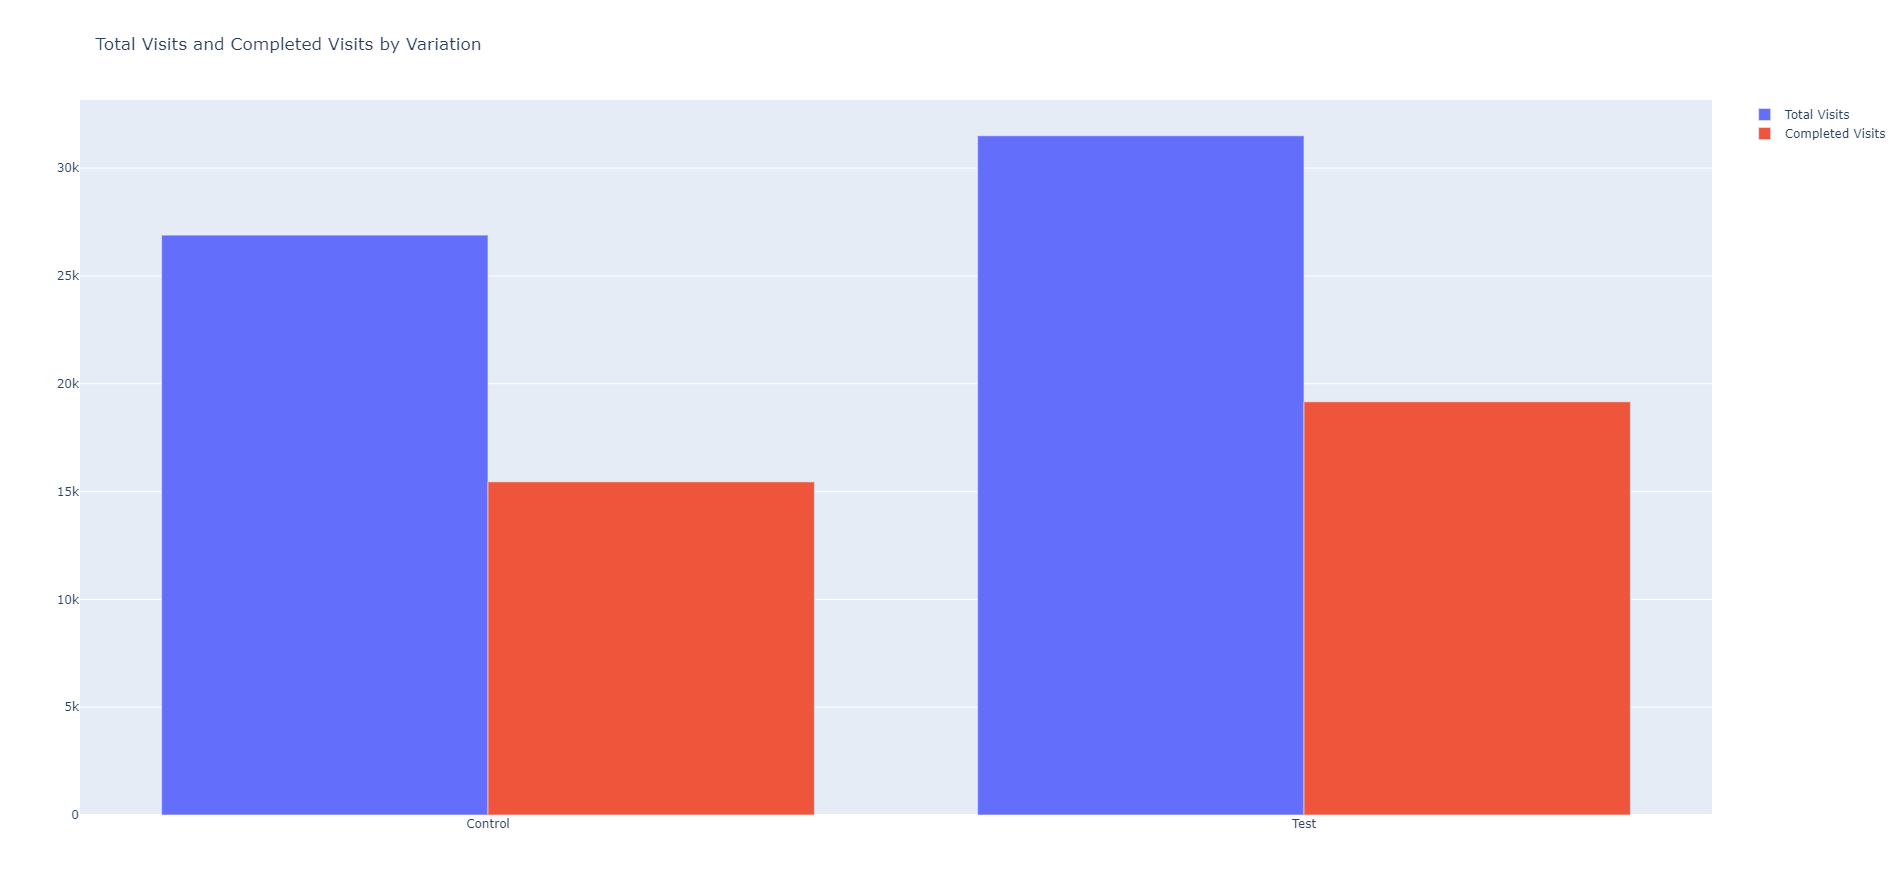 Total Visits and Completed Visits by Variation
Total Visits
Completed Visits
30k
25k
20k
15k
10k
5k
0
Control
Test